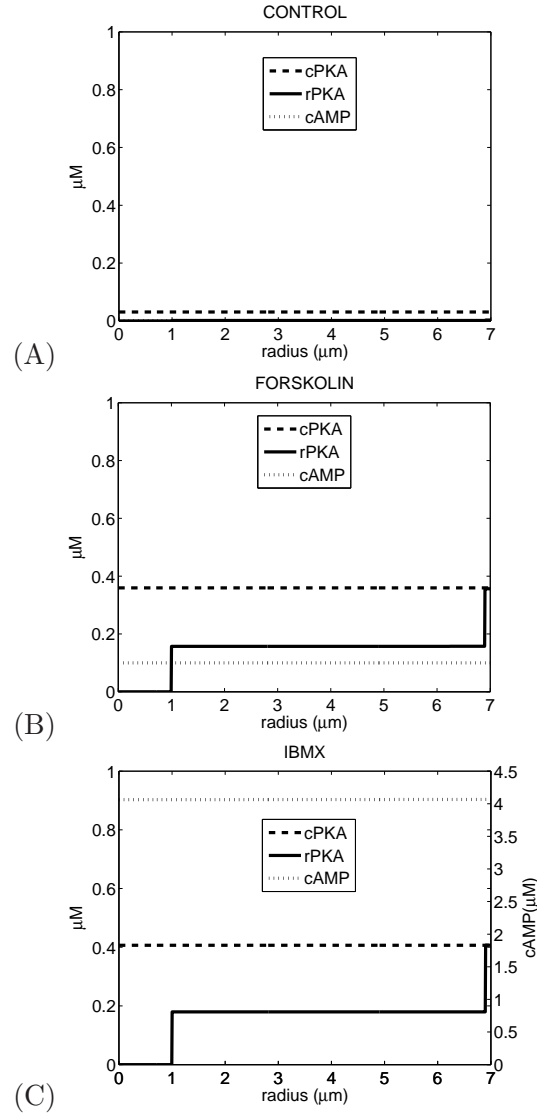 CONTROL
1
0.8
0.6
0.4
0.2
0
μM
cPKA
rPKA
cAMP
0 1 2 3 4 5 6 7
radius (μm)
(A)
FORSKOLIN
1
0.8
0.6
0.4
0.2
0
μM
cPKA
rPKA
cAMP
0 1 2 3 4 5 6 7
radius (μm)
(B)
IBMX
1
0.8
0.6
0.4
0.2
0
μM
cPKA
rPKA
cAMP
4.5
4
3.5
3
2.5
2
1.5
1
0.5
0
cAMP(μM)
0 1 2 3 4 5 6 7
radius (μm)
(C)